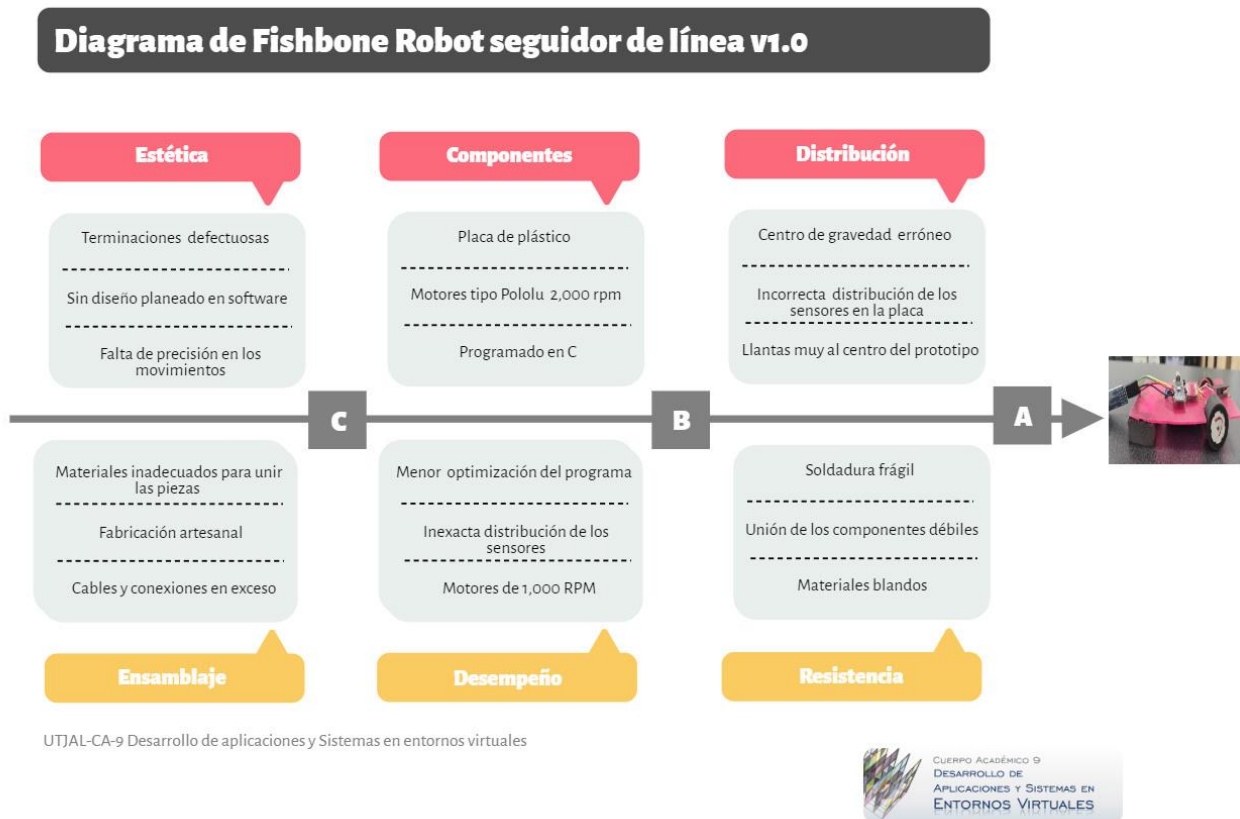 Diagrama de Fishbone Robot seguidor de línea v1.0
Estética
Terminaciones defectuosas
Sin diseño planeado en software
Falta de precisión en los
movimientos
Componentes
Placa de plástico
Motores tipo Pololu 2,000 rpm
Programado en C
Distribución
Centro de gravedad erróneo
Incorrecta distribución de los
sensores en la placa
Llantas muy al centro del prototipo
C
B
A
Materiales inadecuados para unir
las piezas
Fabricación artesanal
Cables y conexiones en exceso
Ensamblaje
Menor optimización del programa
Inexacta distribución de los
sensores
Motores de 1,000 RPM
Desempeño
Soldadura frágil
Unión de los componentes débiles
Materiales blandos
Resistencia
UTJAL-CA-9 Desarrollo de aplicaciones y Sistemas en entornos virtuales
Cuerpo Académico 9
Desarrollo de
Aplicaciones y Sistemas en
Entornos Virtuales